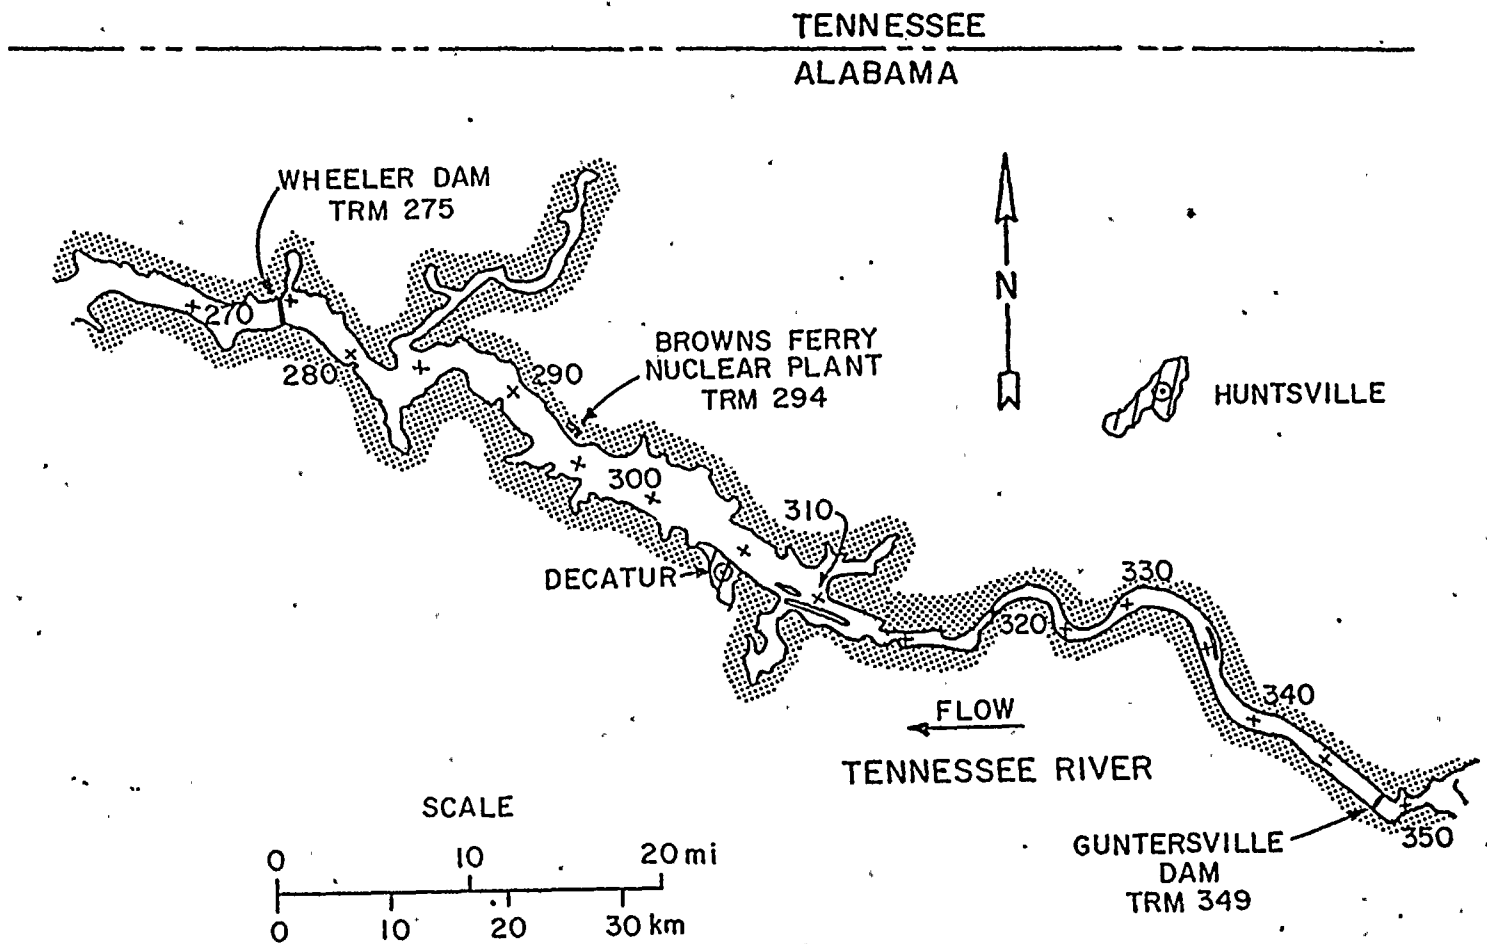 TENNESSEE
ALABAMA
WHEELER DAM
TRM 275
N
270
280
290
BROWNS FERRY
NUCLEAR PLANT
TRM 294
HUNTSVILLE
300
310
DECATUR
320
330
340
FLOW
TENNESSEE RIVER
350
GUNTERSVILLE
DAM
TRM 349
SCALE
0 10 20 mi
0 10 20 30 km